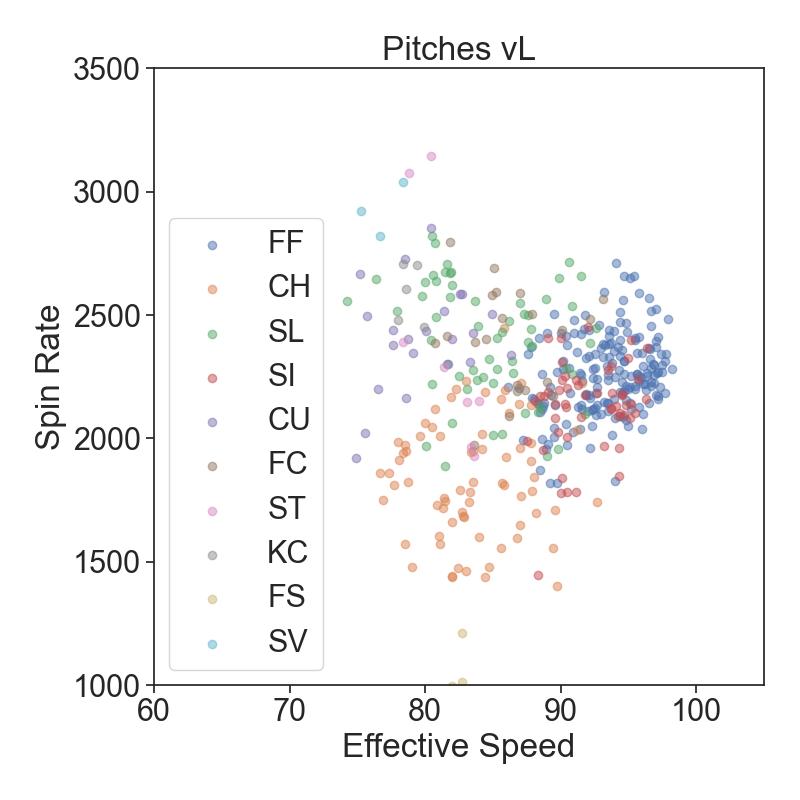 Pitches vL
3500
3000
2500
2000
1500
1000
Spin Rate
FF
CH
SL
SI
CU
FC
ST
KC
FS
SV
60 70 80 90 100
Effective Speed